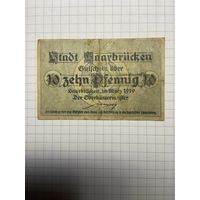 Stadt Saarbrücken
Gutschein über
10 zehn Pfennig 10
Saarbrücken, im März 1919
Der Oberbürgermeister